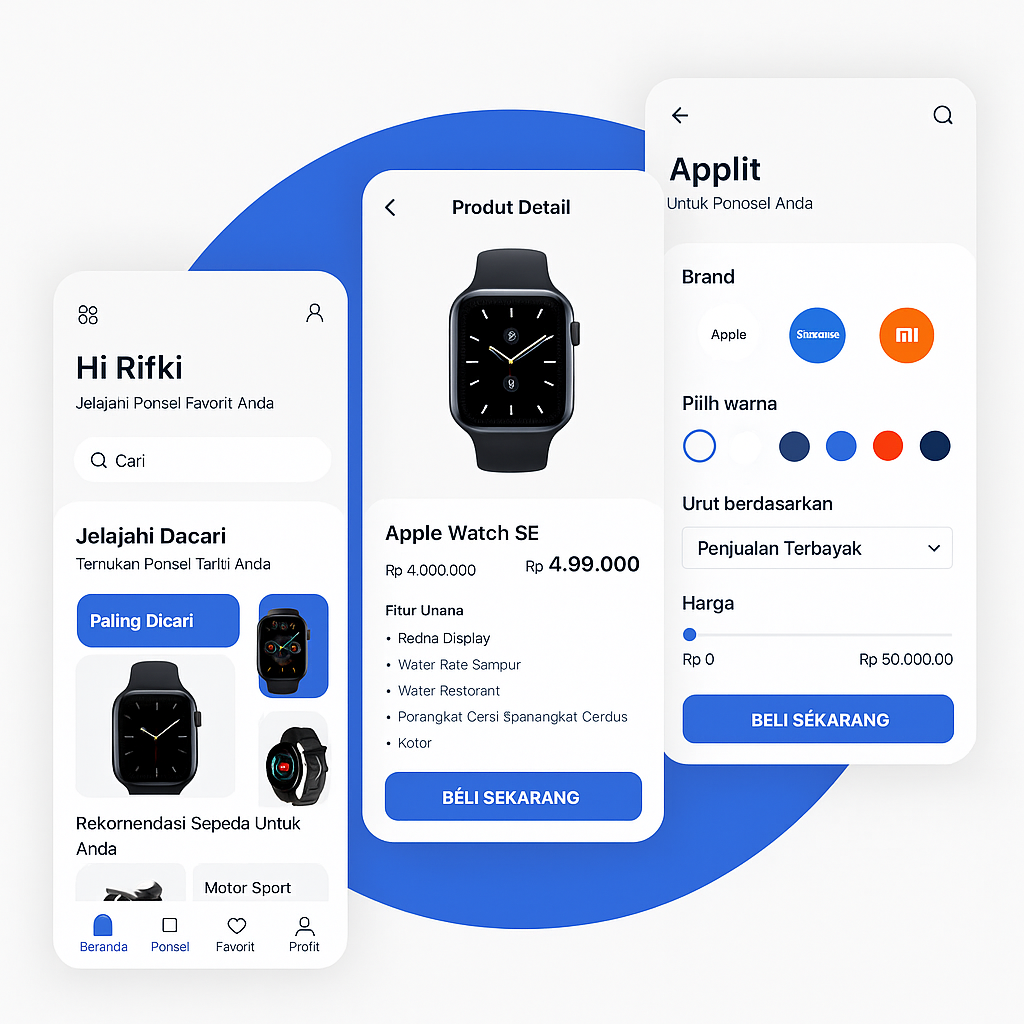 Hi Rifki
Jelajahi Ponsel Favorit Anda
Cari
Jelajahi Dacari
Ternukan Ponsel Tarlti Anda
Paling Dicari
Rekornendasi Sepeda Untuk
Anda
Motor Sport
Beranda
Ponsel
Favorit
Profit
Produt Detail
Apple Watch SE
Rp 4.000.000
Rp 4.99.000
Fitur Unana
• Redna Display
• Water Rate Sampur
• Water Restorant
• Porangkat Cersi Spanangkat Cerdus
• Kotor
BÉLI SEKARANG
Applit
Untuk Ponosel Anda
Brand
Apple
MI
Piilh warna
Urut berdasarkan
Penjualan Terbayak
Harga
Rp 0
Rp 50.000.00
BELI SÉKARANG